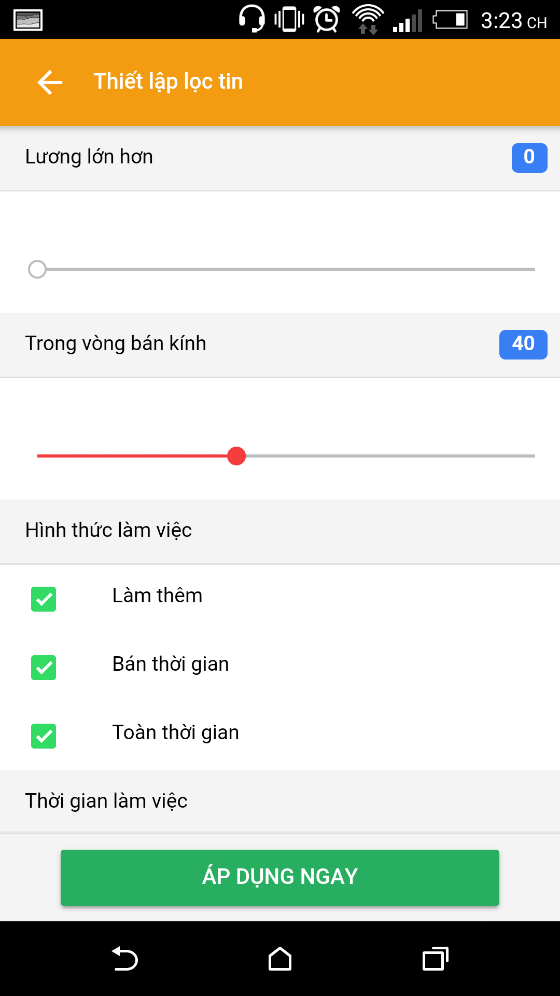 3:23 CH
Thiết lập lọc tin
Lương lớn hơn 0
Trong vòng bán kính 40
Hình thức làm việc
Làm thêm
Bán thời gian
Toàn thời gian
Thời gian làm việc
ÁP DỤNG NGAY